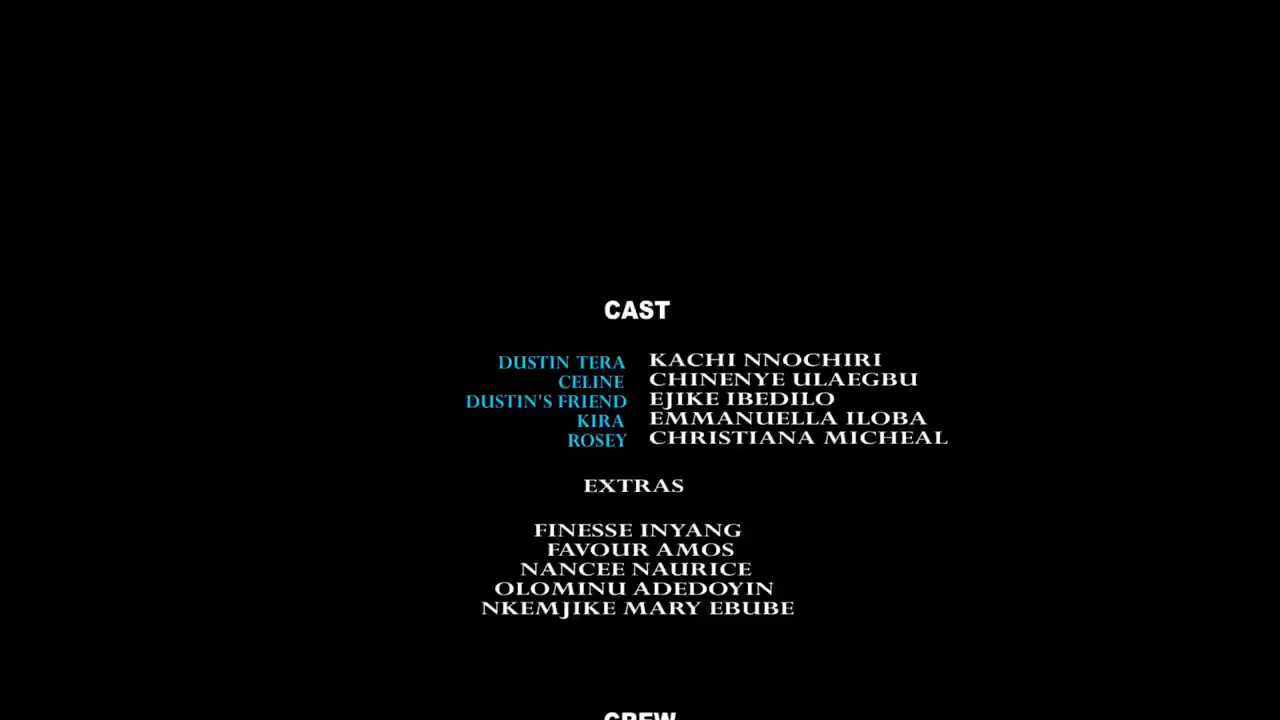 CAST
DUSTIN TERA KACHI NNOCHIRI
CELINE CHINENYE ULAEGBU
DUSTIN'S FRIEND EJIKE IBEDILO
KIRA EMMANUELLA ILOBA
ROSEY CHRISTIANA MICHEAL
EXTRAS
FINESSE INYANG
FAVOUR AMOS
NANCEE NAURICE
OLOMINU ADEDOYIN
NKEMJIKE MARY EBUBE
CREW